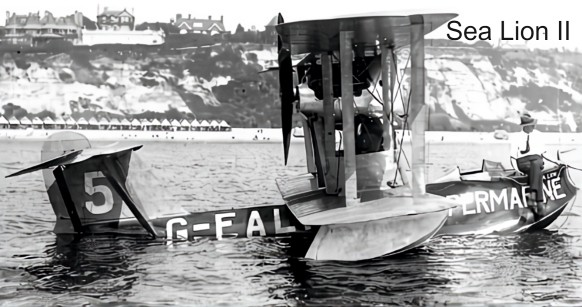 Sea Lion II
5
G-EAL
PERMARINE